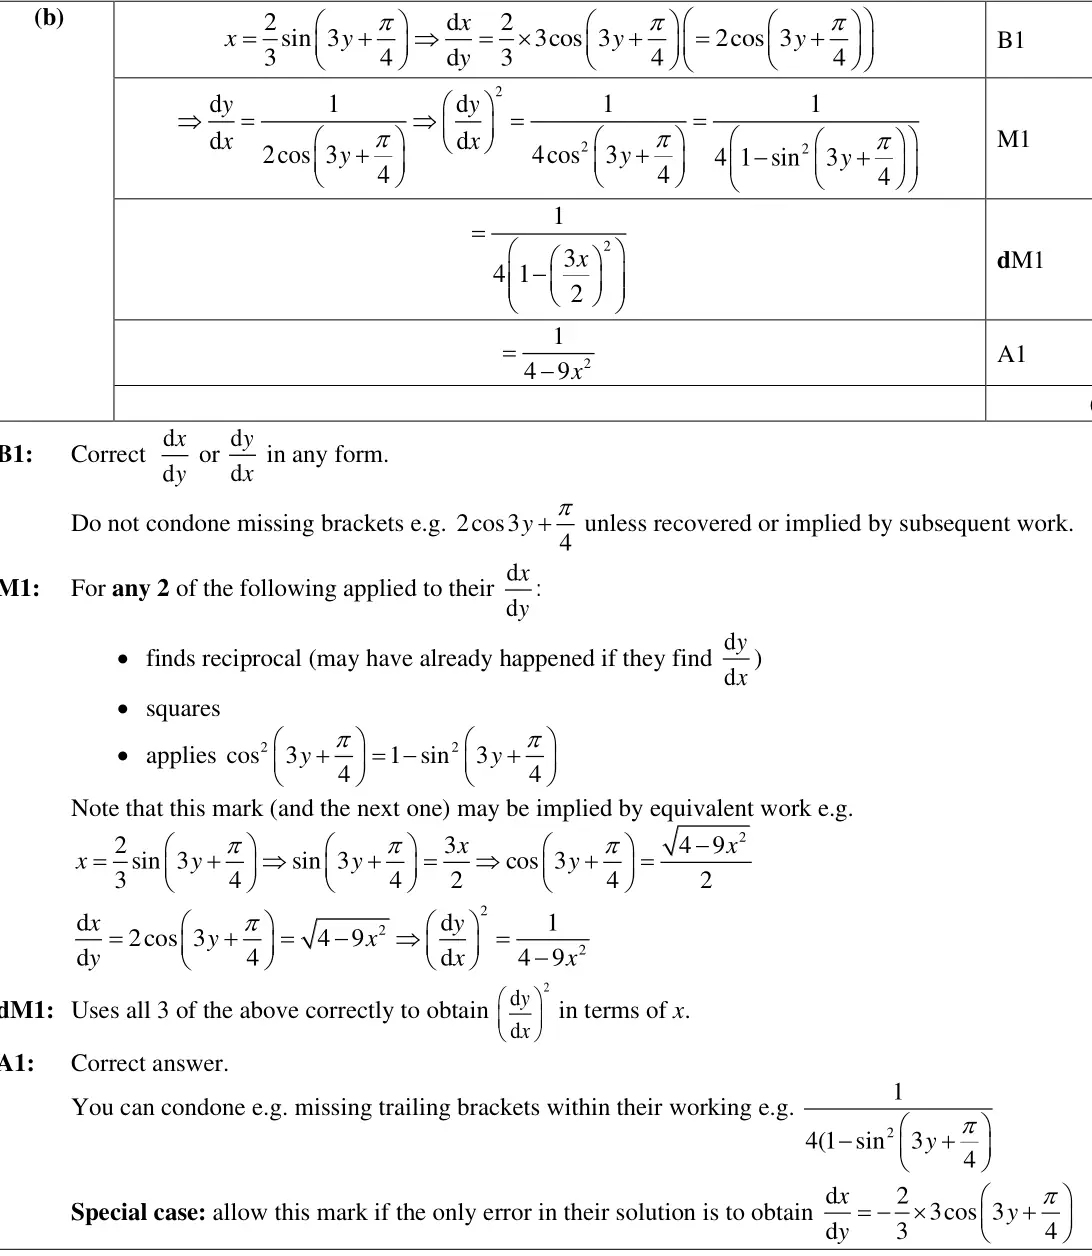 (b) x = 2/3 sin(3y + π/4) ⇒ dx/dy = 2/3 × 3cos(3y + π/4) (= 2cos(3y + π/4)) B1
⇒ dy/dx = 1/(2cos(3y + π/4)) ⇒ (dy/dx)² = 1/(4cos²(3y + π/4)) = 1/(4(1 − sin²(3y + π/4))) M1
= 1/(4(1 − (3x/2)²)) dM1
= 1/(4 − 9x²) A1
(
B1: Correct dx/dy or dy/dx in any form.
Do not condone missing brackets e.g. 2cos3y + π/4 unless recovered or implied by subsequent work.
M1: For any 2 of the following applied to their dx/dy:
• finds reciprocal (may have already happened if they find dy/dx)
• squares
• applies cos²(3y + π/4) = 1 − sin²(3y + π/4)
Note that this mark (and the next one) may be implied by equivalent work e.g.
x = 2/3 sin(3y + π/4) ⇒ sin(3y + π/4) = 3x/2 ⇒ cos(3y + π/4) = √(4 − 9x²)/2
dx/dy = 2cos(3y + π/4) = √(4 − 9x²) ⇒ (dy/dx)² = 1/(4 − 9x²)
dM1: Uses all 3 of the above correctly to obtain (dy/dx)² in terms of x.
A1: Correct answer.
You can condone e.g. missing trailing brackets within their working e.g. 1/(4(1 − sin²(3y + π/4)
Special case: allow this mark if the only error in their solution is to obtain dx/dy = −2/3 × 3cos(3y + π/4)